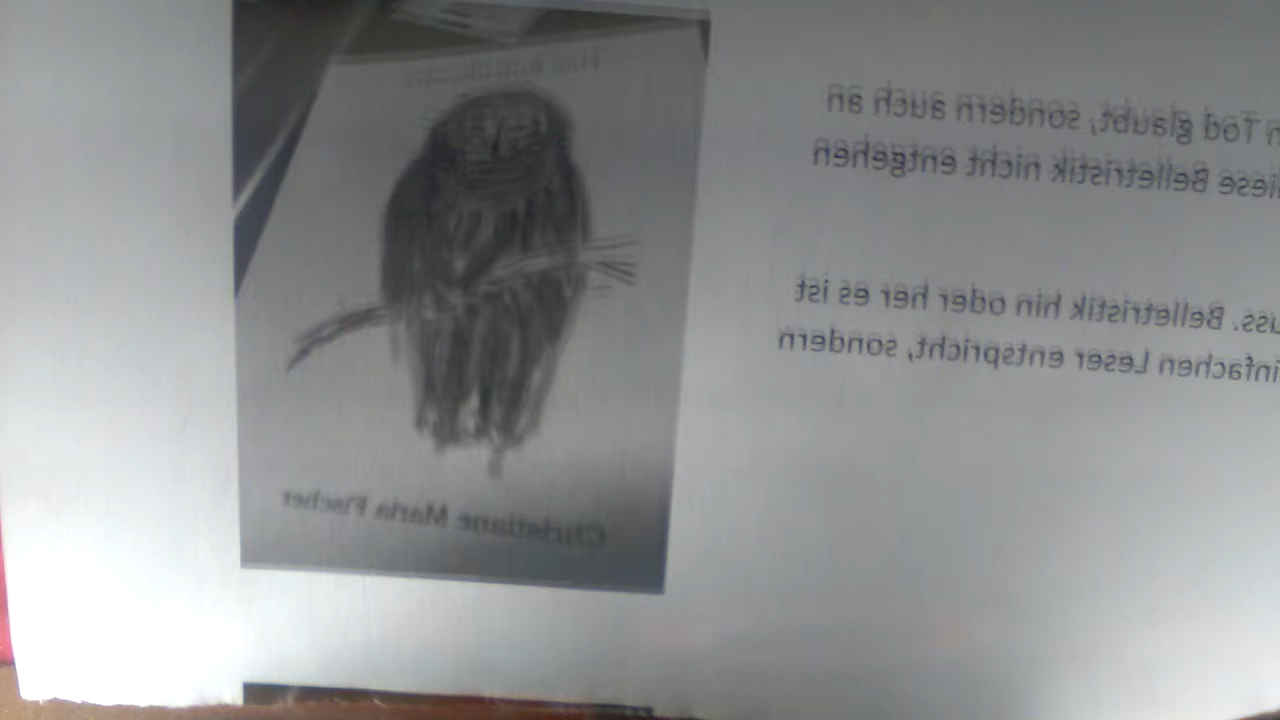 n Tod glaubt, sondern auch an
iese Belletristik nicht entgehen
uss. Belletristik hin oder her es ist
infachen Leser entspricht, sondern
Christiane Maria Fischer